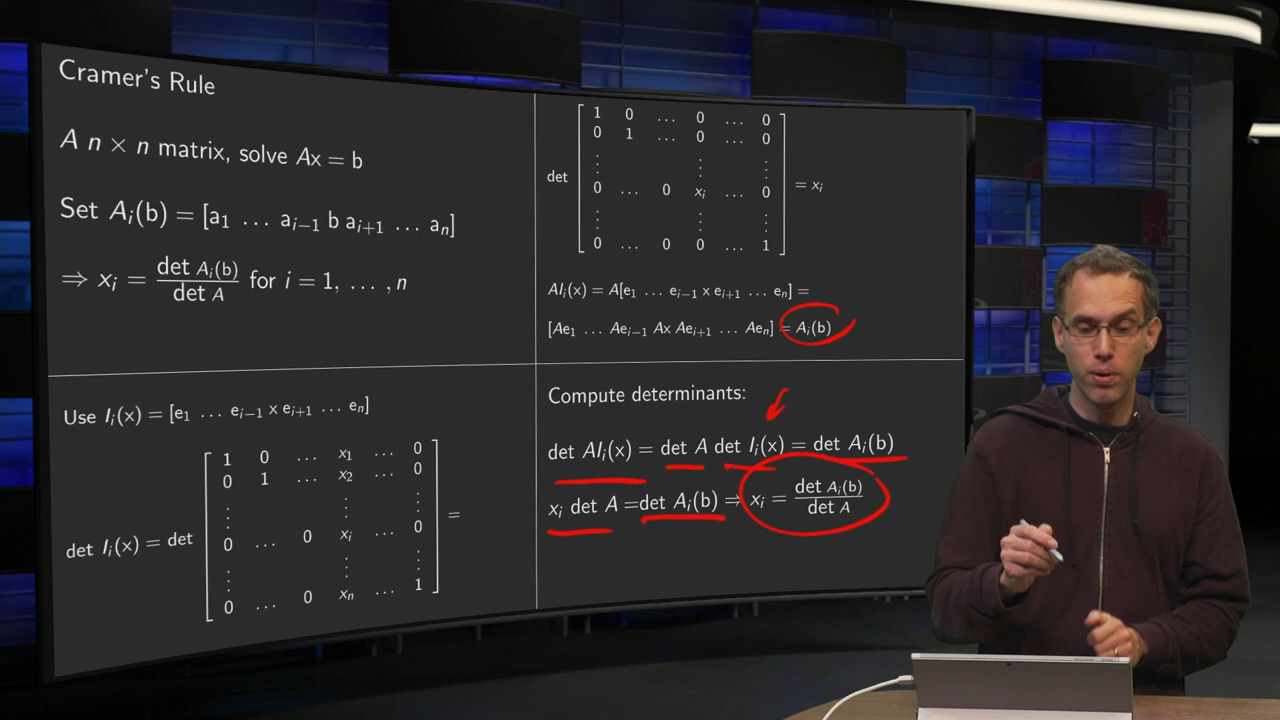 Cramer's Rule
A n × n matrix, solve Ax = b
Set A_i(b) = [a_1 … a_{i−1} b a_{i+1} … a_n]
⇒ x_i = det A_i(b) / det A for i = 1, … , n
Use I_i(x) = [e_1 … e_{i−1} x e_{i+1} … e_n]
det I_i(x) = det
1 0 … x_1 … 0
0 1 … x_2 … 0
⋮ ⋮ ⋮
0 … 0 x_i … 0
⋮ ⋮ ⋮
0 … 0 x_n … 1
=
det
1 0 … 0 … 0
0 1 … 0 … 0
⋮ ⋮ ⋮
0 … 0 x_i … 0
⋮ ⋮ ⋮
0 … 0 0 … 1
= x_i
AI_i(x) = A[e_1 … e_{i−1} x e_{i+1} … e_n] =
[Ae_1 … Ae_{i−1} Ax Ae_{i+1} … Ae_n] = A_i(b)
Compute determinants:
det AI_i(x) = det A det I_i(x) = det A_i(b)
x_i det A = det A_i(b) ⇒ x_i = det A_i(b) / det A